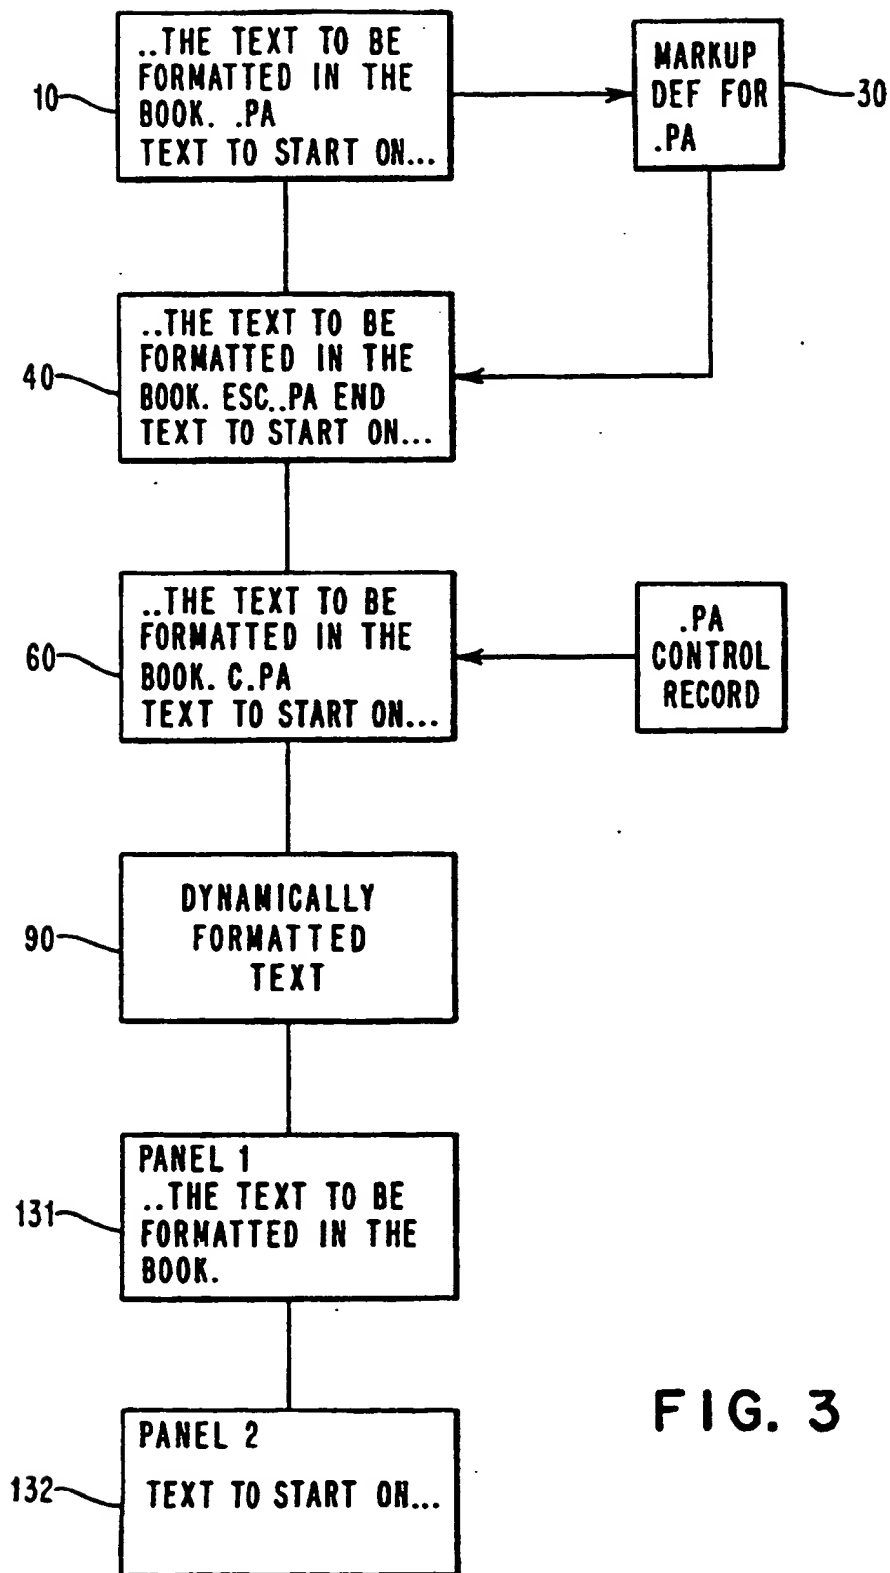 ..THE TEXT TO BE
FORMATTED IN THE
BOOK. .PA
TEXT TO START ON...
10
MARKUP
DEF FOR
.PA
30
..THE TEXT TO BE
FORMATTED IN THE
BOOK. ESC..PA END
TEXT TO START ON...
40
..THE TEXT TO BE
FORMATTED IN THE
BOOK. C.PA
TEXT TO START ON...
60
.PA
CONTROL
RECORD
DYNAMICALLY
FORMATTED
TEXT
90
PANEL 1
..THE TEXT TO BE
FORMATTED IN THE
BOOK.
131
PANEL 2
TEXT TO START ON...
132
FIG. 3